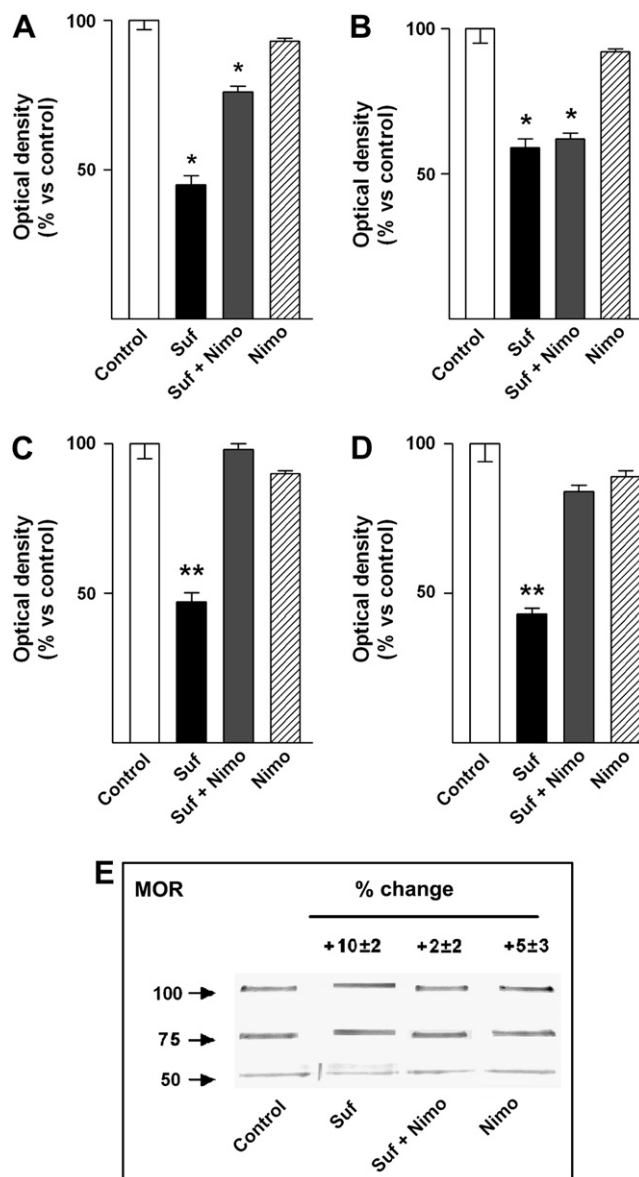 A
Optical density
(% vs control)
100
50
*
*
Control
Suf
Suf + Nimo
Nimo
B
Optical density
(% vs control)
100
50
*
*
Control
Suf
Suf + Nimo
Nimo
C
Optical density
(% vs control)
100
50
**
Control
Suf
Suf + Nimo
Nimo
D
Optical density
(% vs control)
100
50
**
Control
Suf
Suf + Nimo
Nimo
E
MOR % change
+10±2 +2±2 +5±3
100
75
50
Control Suf Suf + Nimo Nimo